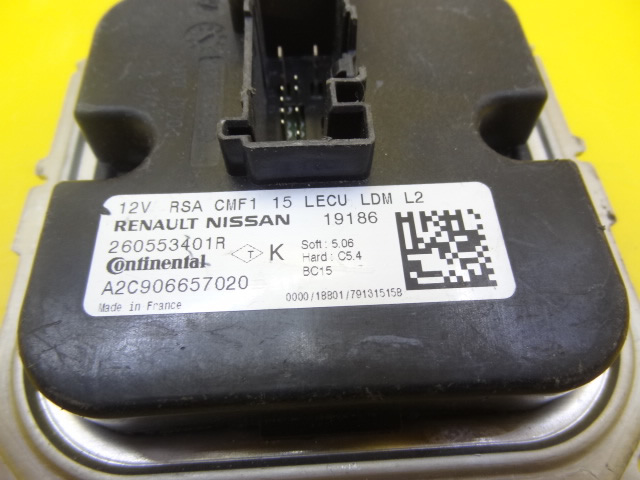 12V RSA CMF1 15 LECU LDM L2
RENAULT NISSAN 19186
260553401R
T K
Soft : 5.06
Hard : C5.4
BC15
Continental
A2C906657020
Made in France
0000/18801/791315158